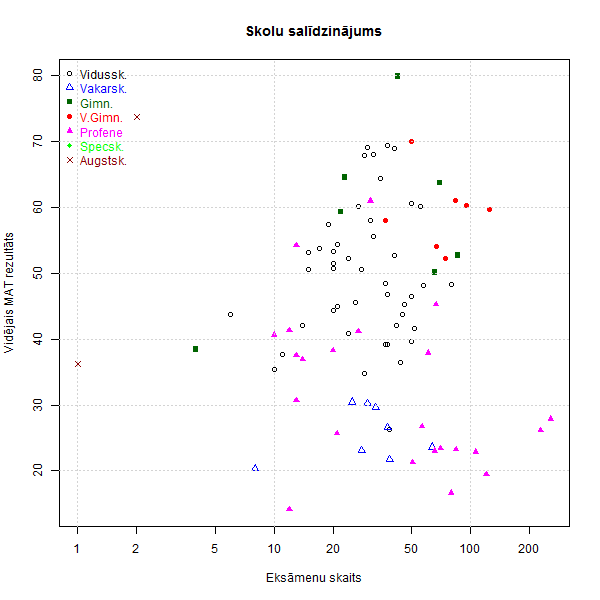 Skolu salīdzinājums
Vidējais MAT rezultāts
80
70
60
50
40
30
20
Vidussk.
Vakarsk.
Gimn.
V.Gimn.
Profene
Specsk.
Augstsk.
1 2 5 10 20 50 100 200
Eksāmenu skaits